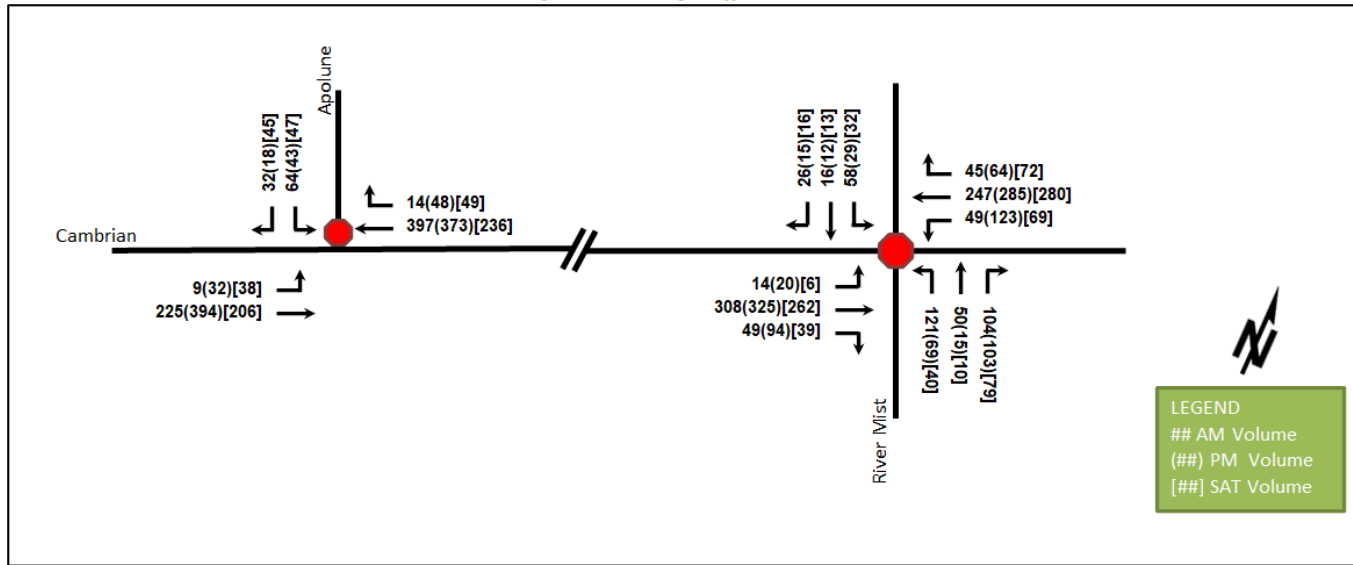 Apolune
32(18)[45]
64(43)[47]
14(48)[49]
397(373)[236]
Cambrian
9(32)[38]
225(394)[206]
26(15)[16]
16(12)[13]
58(29)[32]
45(64)[72]
247(285)[280]
49(123)[69]
14(20)[6]
308(325)[262]
49(94)[39]
121(69)[40]
50(15)[10]
104(103)[79]
River Mist
N
LEGEND
## AM Volume
(##) PM Volume
[##] SAT Volume